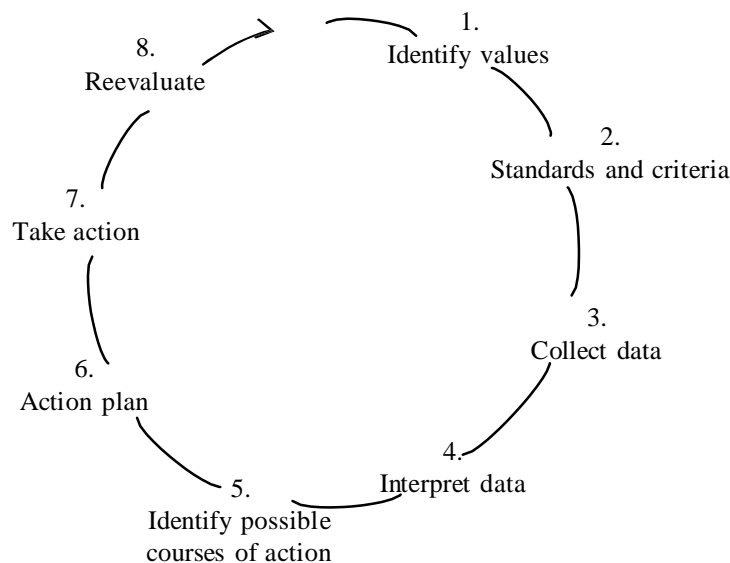 1.
Identify values
2.
Standards and criteria
3.
Collect data
4.
Interpret data
5.
Identify possible
courses of action
6.
Action plan
7.
Take action
8.
Reevaluate